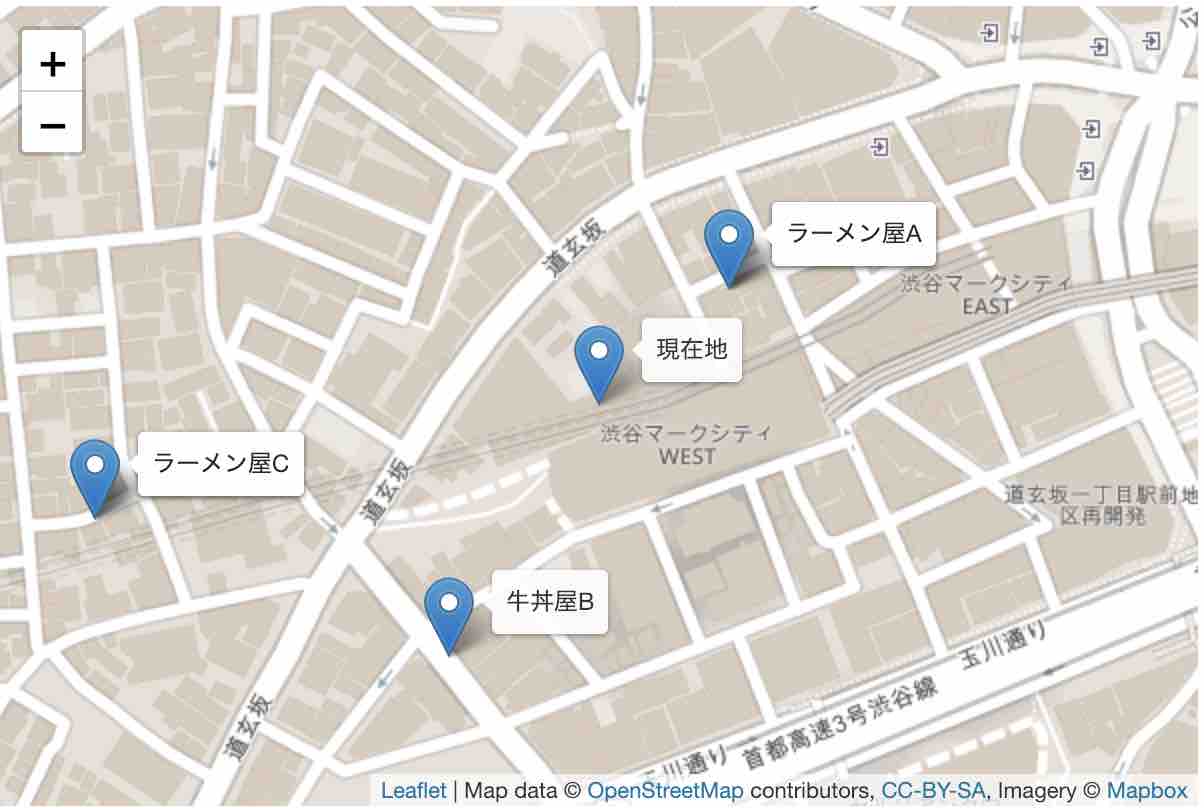 +
−
道玄坂
ラーメン屋A
渋谷マークシティ
EAST
現在地
渋谷マークシティ
WEST
ラーメン屋C
道玄坂
道玄坂一丁目駅前地
区再開発
牛丼屋B
玉川通り
首都高速3号渋谷線
道玄坂
玉川通り
Leaflet | Map data © OpenStreetMap contributors, CC-BY-SA, Imagery © Mapbox